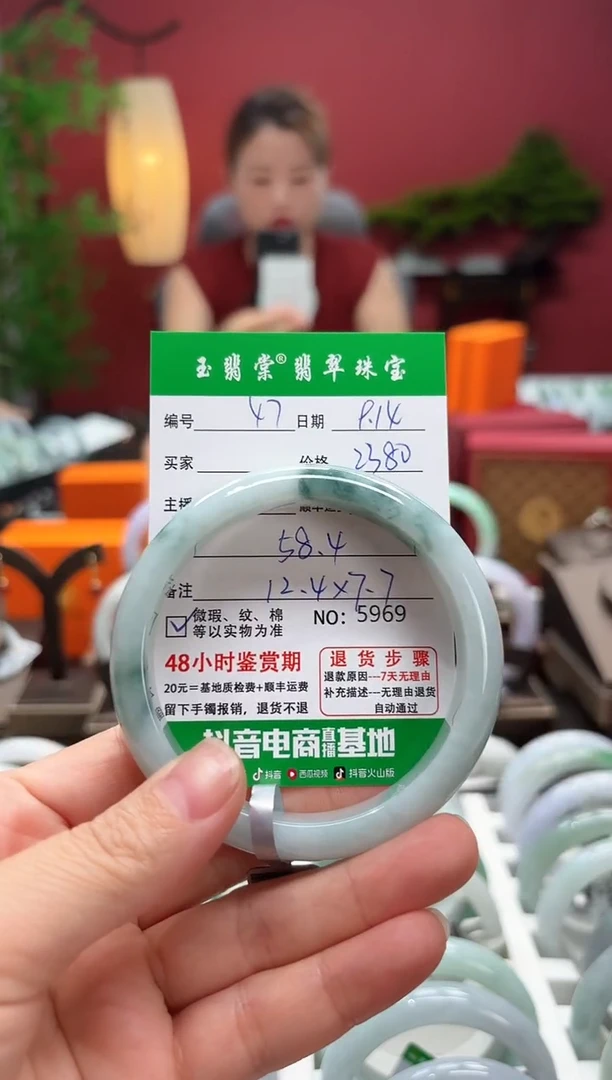 玉翡棠®翡翠珠宝
编号 47 日期 9.14
买家 价格 2380
主播
58.4
备注 12.4×7.7
微瑕、纹、棉
等以实物为准
NO: 5969
48小时鉴赏期
20元=基地质检费+顺丰运费
留下手镯报销，退货不退
退货步骤
退款原因---7天无理由
补充描述---无理由退货
自动通过
抖音电商直播基地
抖音 西瓜视频 抖音火山版